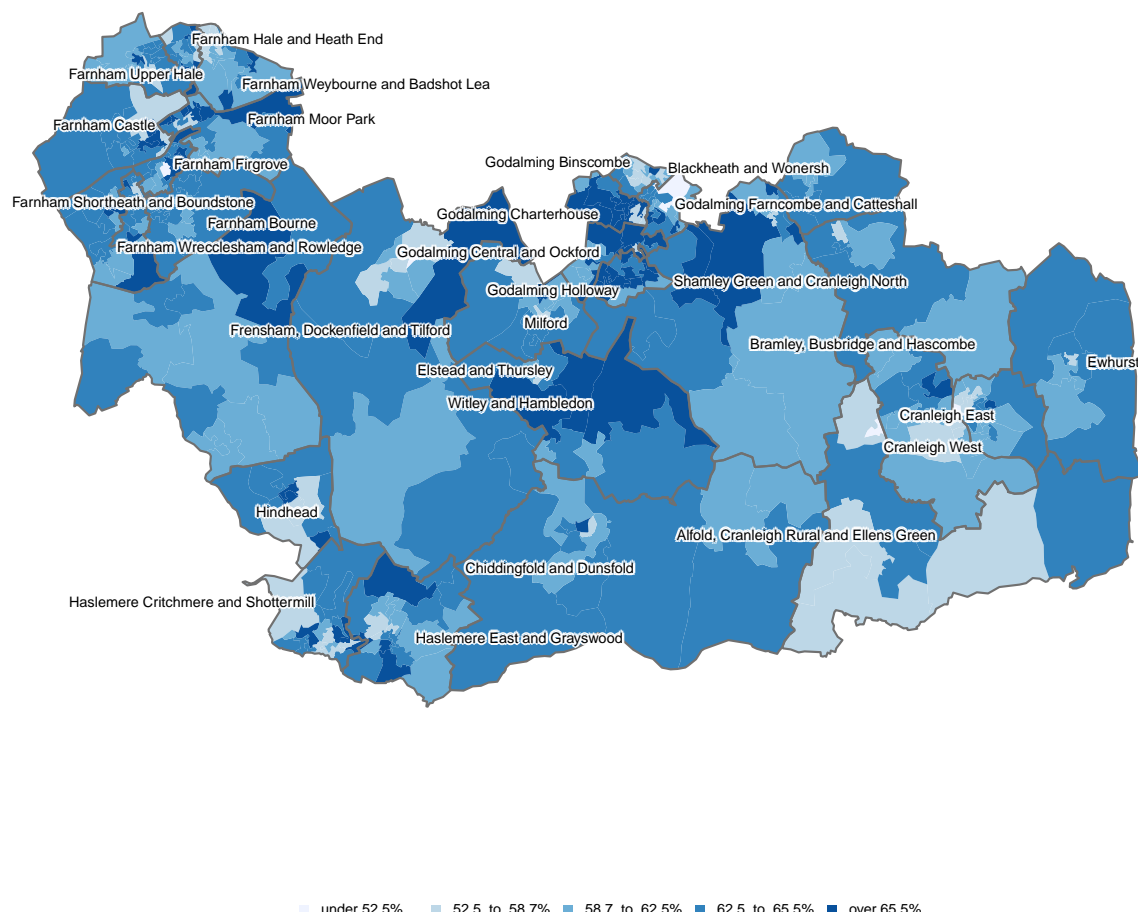 Farnham Hale and Heath End
Farnham Upper Hale
Farnham Weybourne and Badshot Lea
Farnham Castle
Farnham Moor Park
Farnham Firgrove
Godalming Binscombe
Blackheath and Wonersh
Farnham Shortheath and Boundstone
Godalming Farncombe and Catteshall
Godalming Charterhouse
Farnham Bourne
Farnham Wrecclesham and Rowledge
Godalming Central and Ockford
Shamley Green and Cranleigh North
Godalming Holloway
Milford
Frensham, Dockenfield and Tilford
Bramley, Busbridge and Hascombe
Ewhurst
Elstead and Thursley
Witley and Hambledon
Cranleigh East
Cranleigh West
Hindhead
Alfold, Cranleigh Rural and Ellens Green
Chiddingfold and Dunsfold
Haslemere Critchmere and Shottermill
Haslemere East and Grayswood
under 52.5% 52.5 to 58.7% 58.7 to 62.5% 62.5 to 65.5% over 65.5%